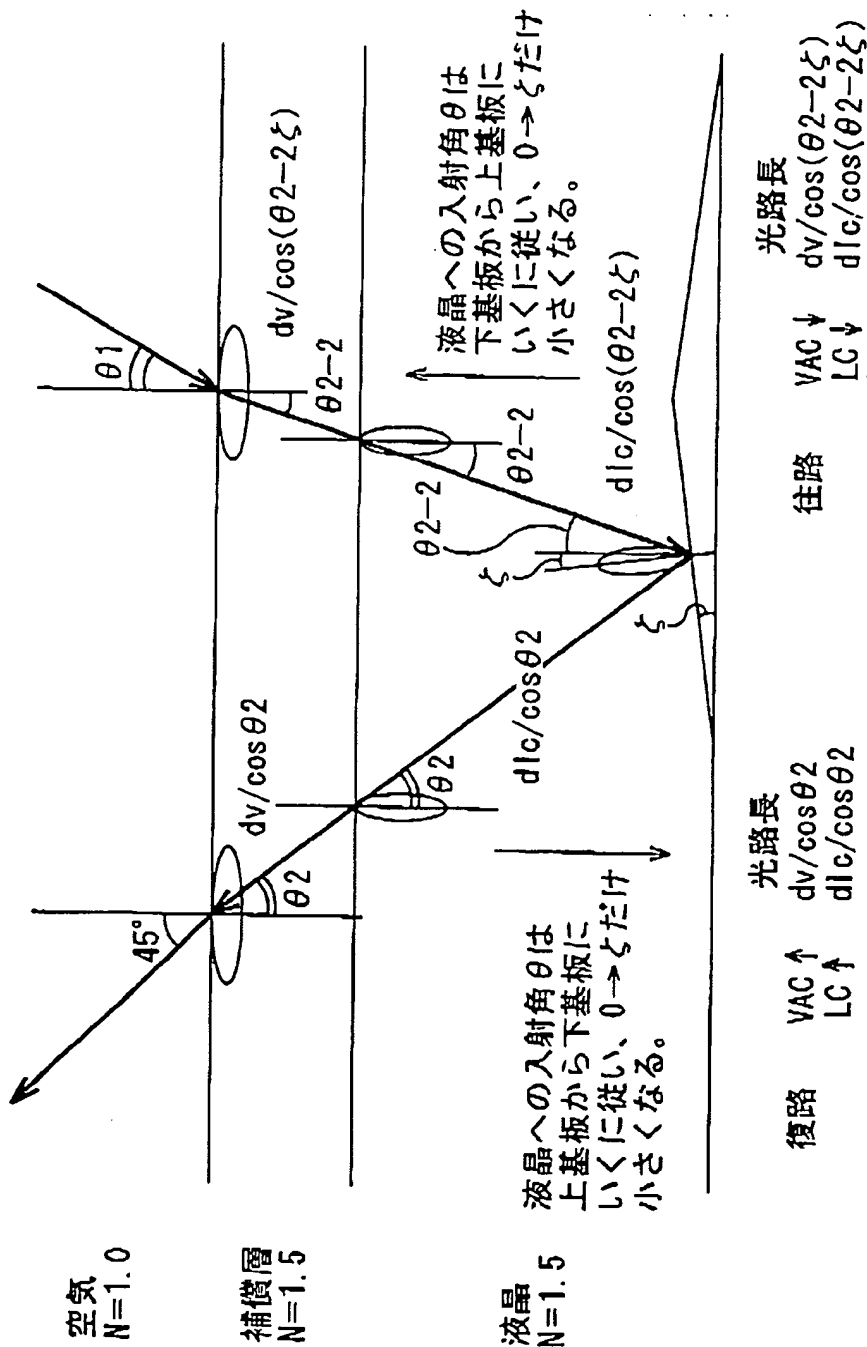 空気
N=1.0
補償層
N=1.5
液晶
N=1.5
45°
θ2
dv/cosθ2
θ2
dlc/cosθ2
液晶への入射角θは
上基板から下基板に
いくに従い、0→ζだけ
小さくなる。
θ1
dv/cos(θ2-2ζ)
θ2-2
θ2-2
θ2-2
dlc/cos(θ2-2ζ)
ζ
ζ
液晶への入射角θは
下基板から上基板に
いくに従い、0→ζだけ
小さくなる。
復路
VAC↑
LC↑
光路長
dv/cosθ2
dlc/cosθ2
往路
VAC↓
LC↓
光路長
dv/cos(θ2-2ζ)
dlc/cos(θ2-2ζ)